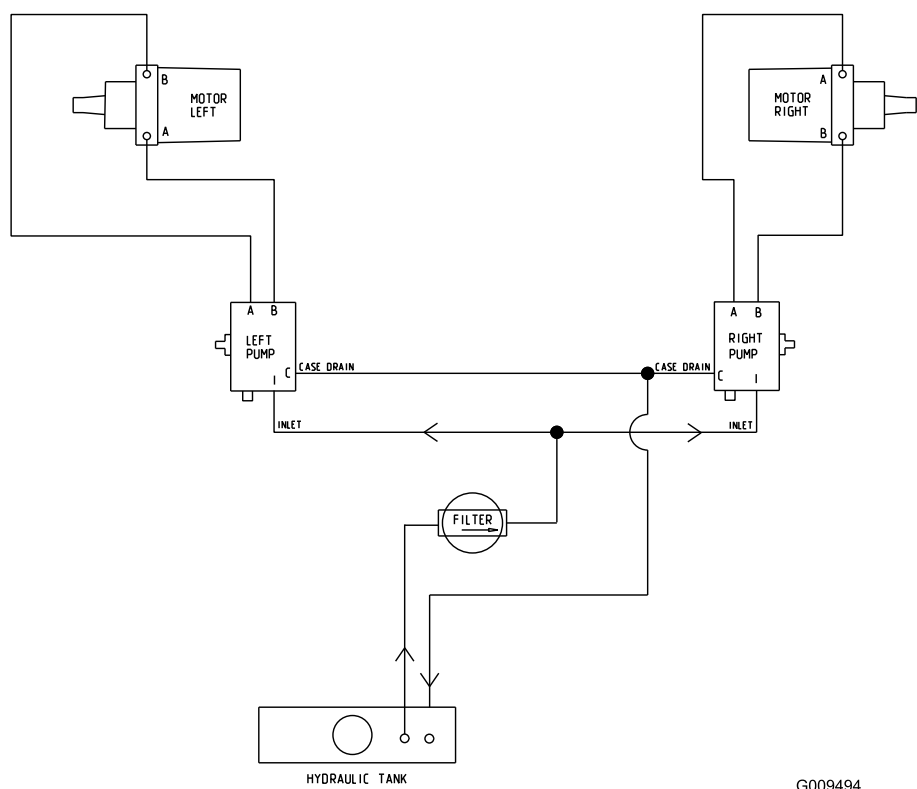 B
MOTOR
LEFT
A
A
MOTOR
RIGHT
B
A B
LEFT
PUMP
C
I
CASE DRAIN
INLET
A B
RIGHT
PUMP
C
I
CASE DRAIN
INLET
FILTER
HYDRAULIC TANK
G009494